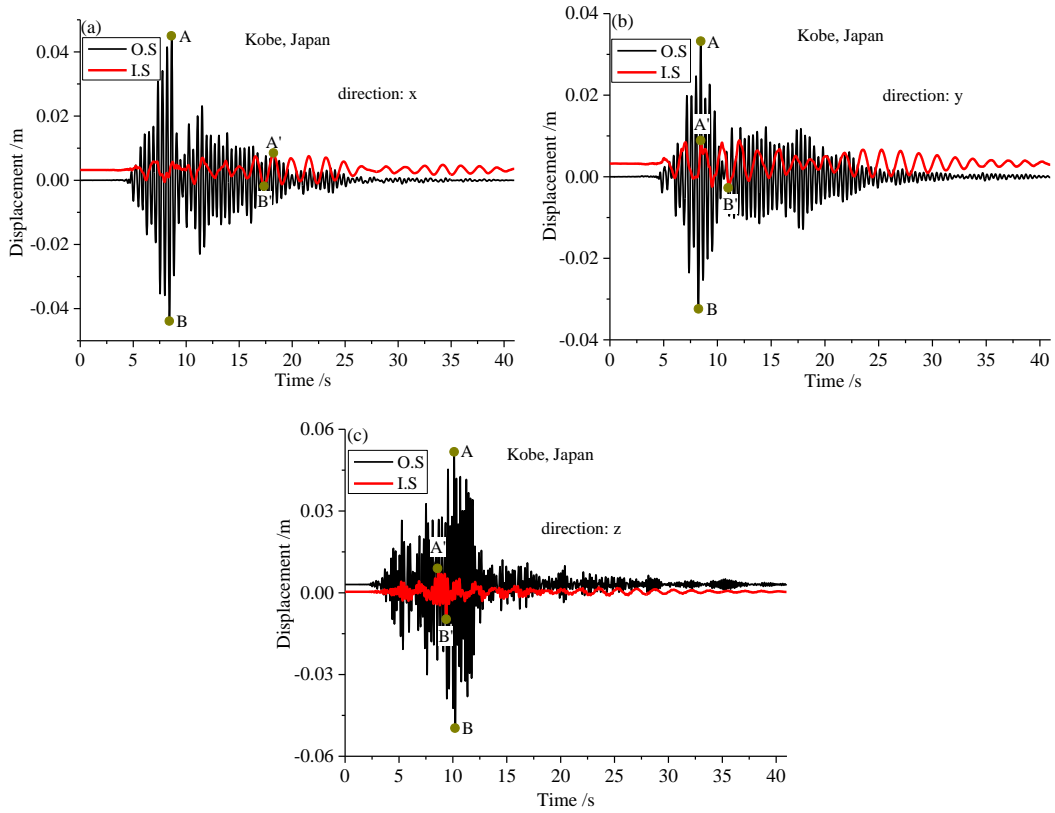 (a)
O.S
I.S
Kobe, Japan
direction: x
A
A'
B'
B
Displacement /m
0.04
0.02
0.00
-0.02
-0.04
0 5 10 15 20 25 30 35 40
Time /s
(b)
O.S
I.S
Kobe, Japan
direction: y
A
A'
B'
B
Displacement /m
0.04
0.02
0.00
-0.02
-0.04
0 5 10 15 20 25 30 35 40
Time /s
(c)
O.S
I.S
Kobe, Japan
direction: z
A
A'
B'
B
Displacement /m
0.06
0.03
0.00
-0.03
-0.06
0 5 10 15 20 25 30 35 40
Time /s